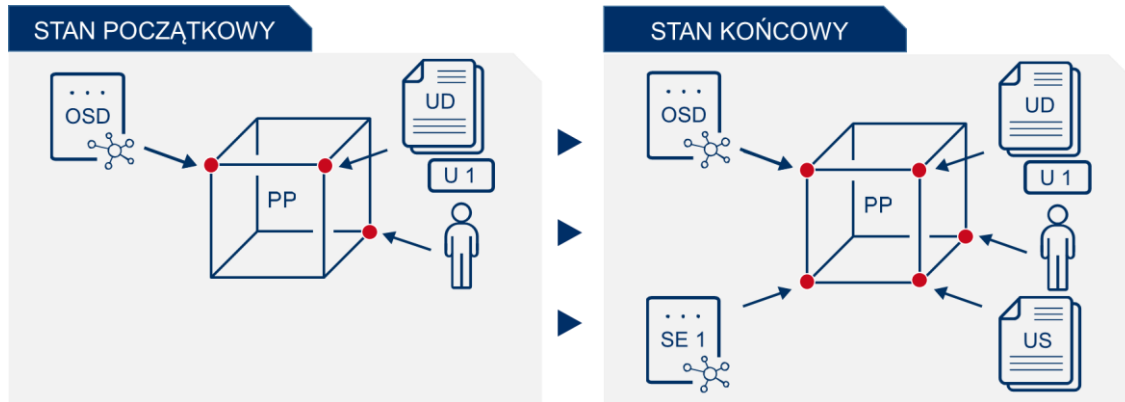 STAN POCZĄTKOWY
OSD
UD
U 1
PP
STAN KOŃCOWY
OSD
UD
U 1
PP
SE 1
US